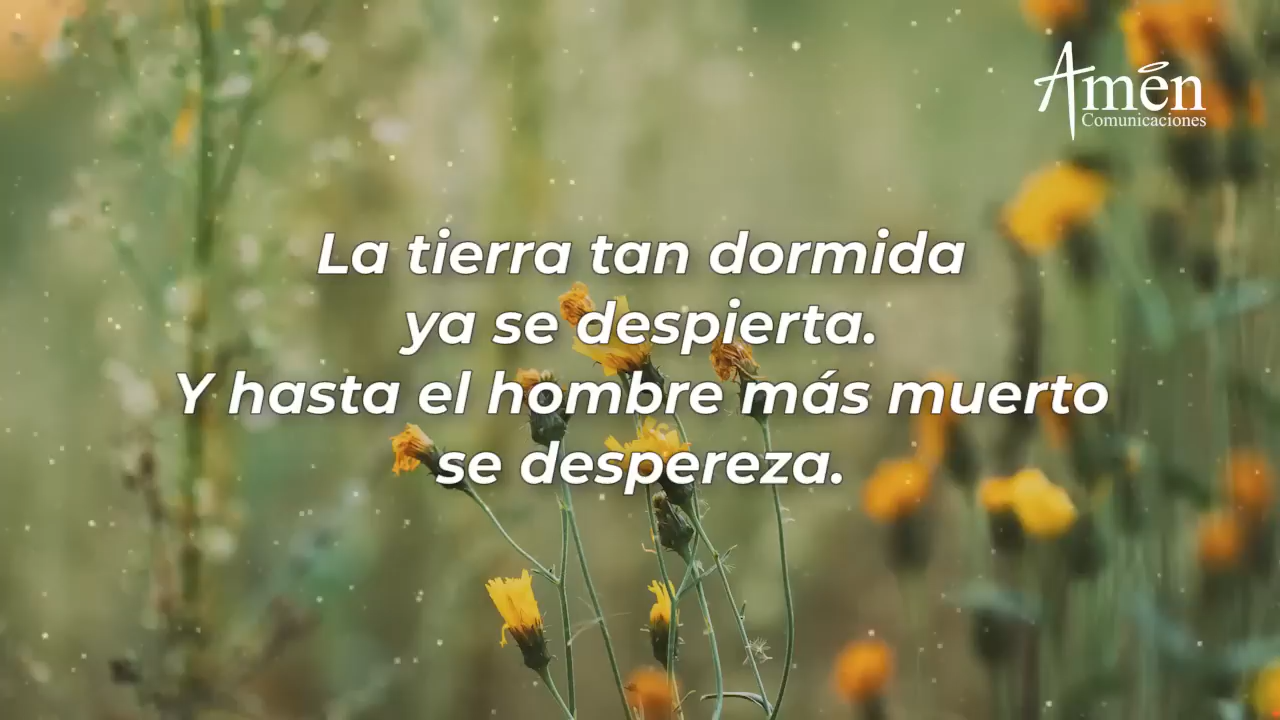 Amén
Comunicaciones
La tierra tan dormida
ya se despierta.
Y hasta el hombre más muerto
se despereza.